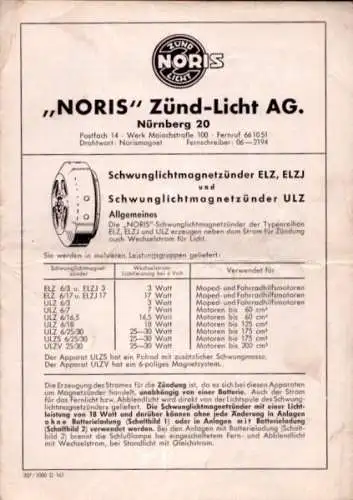 ZÜND
NORIS
LICHT
„NORIS" Zünd-Licht AG.
Nürnberg 20
Postfach 14 - Werk Maiachstraße 100 - Fernruf 66 10 51
Drahtwort: Norismagnet Fernschreiber: 06—2194
Schwunglichtmagnetzünder ELZ, ELZJ
und
Schwunglichtmagnetzünder ULZ
Allgemeines
Die „NORIS"-Schwunglichtmagnetzünder der Typenreihen
ELZ, ELZJ und ULZ erzeugen neben dem Strom für Zündung
auch Wechselstrom für Licht.
Sie werden in mehreren Leistungsgruppen geliefert:
Schwunglichtmagnet-
zünder
Wechselstrom-
Lichtleistung bei 6 Volt
Verwendet für
ELZ 6/3 u. ELZJ 3 3 Watt Moped- und Fahrradhilfsmotoren
ELZ 6/17 u. ELZJ 17 17 Watt Moped- und Fahrradhilfsmotoren
ULZ 6/3 3 Watt Moped- und Fahrradhilfsmotoren
ULZ 6/7 7 Watt Motoren bis 60 cm³
ULZ 6/16,5 16,5 Watt Motoren bis 60 cm³
ULZ 6/18 18 Watt Motoren bis 125 cm³
ULZ 6/25/30 25—30 Watt Motoren bis 175 cm³
ULZS 6/25/30 25—30 Watt Motoren bis 175 cm³
ULZV 25/30 25—30 Watt Motoren bis 200 cm³
Der Apparat ULZS hat ein Polrad mit zusätzlicher Schwungmasse.
Der Apparat ULZV hat ein 6-poliges Magnetsystem.
Die Erzeugung des Stromes für die Zündung ist, da es sich bei diesen Apparaten
um Magnetzünder handelt, unabhängig von einer Batterie. Auch der Strom
für das Fernlicht bzw. Abblendlicht wird direkt von der Lichtspule des Schwung-
lichtmagnetzünders geliefert. Die Schwunglichtmagnetzünder mit einer Licht-
leistung von 18 Watt und darüber können ohne jede Änderung in Anlagen
ohne Batterieladung (Schaltbild 1) oder in Anlagen mit Batterieladung
(Schaltbild 2) verwendet werden. Bei Anlagen mit Batterieladung (Schalt-
bild 2) brennt die Schlußlampe bei eingeschaltetem Fern- und Abblendlicht
mit Wechselstrom, bei Standlicht mit Gleichstrom.